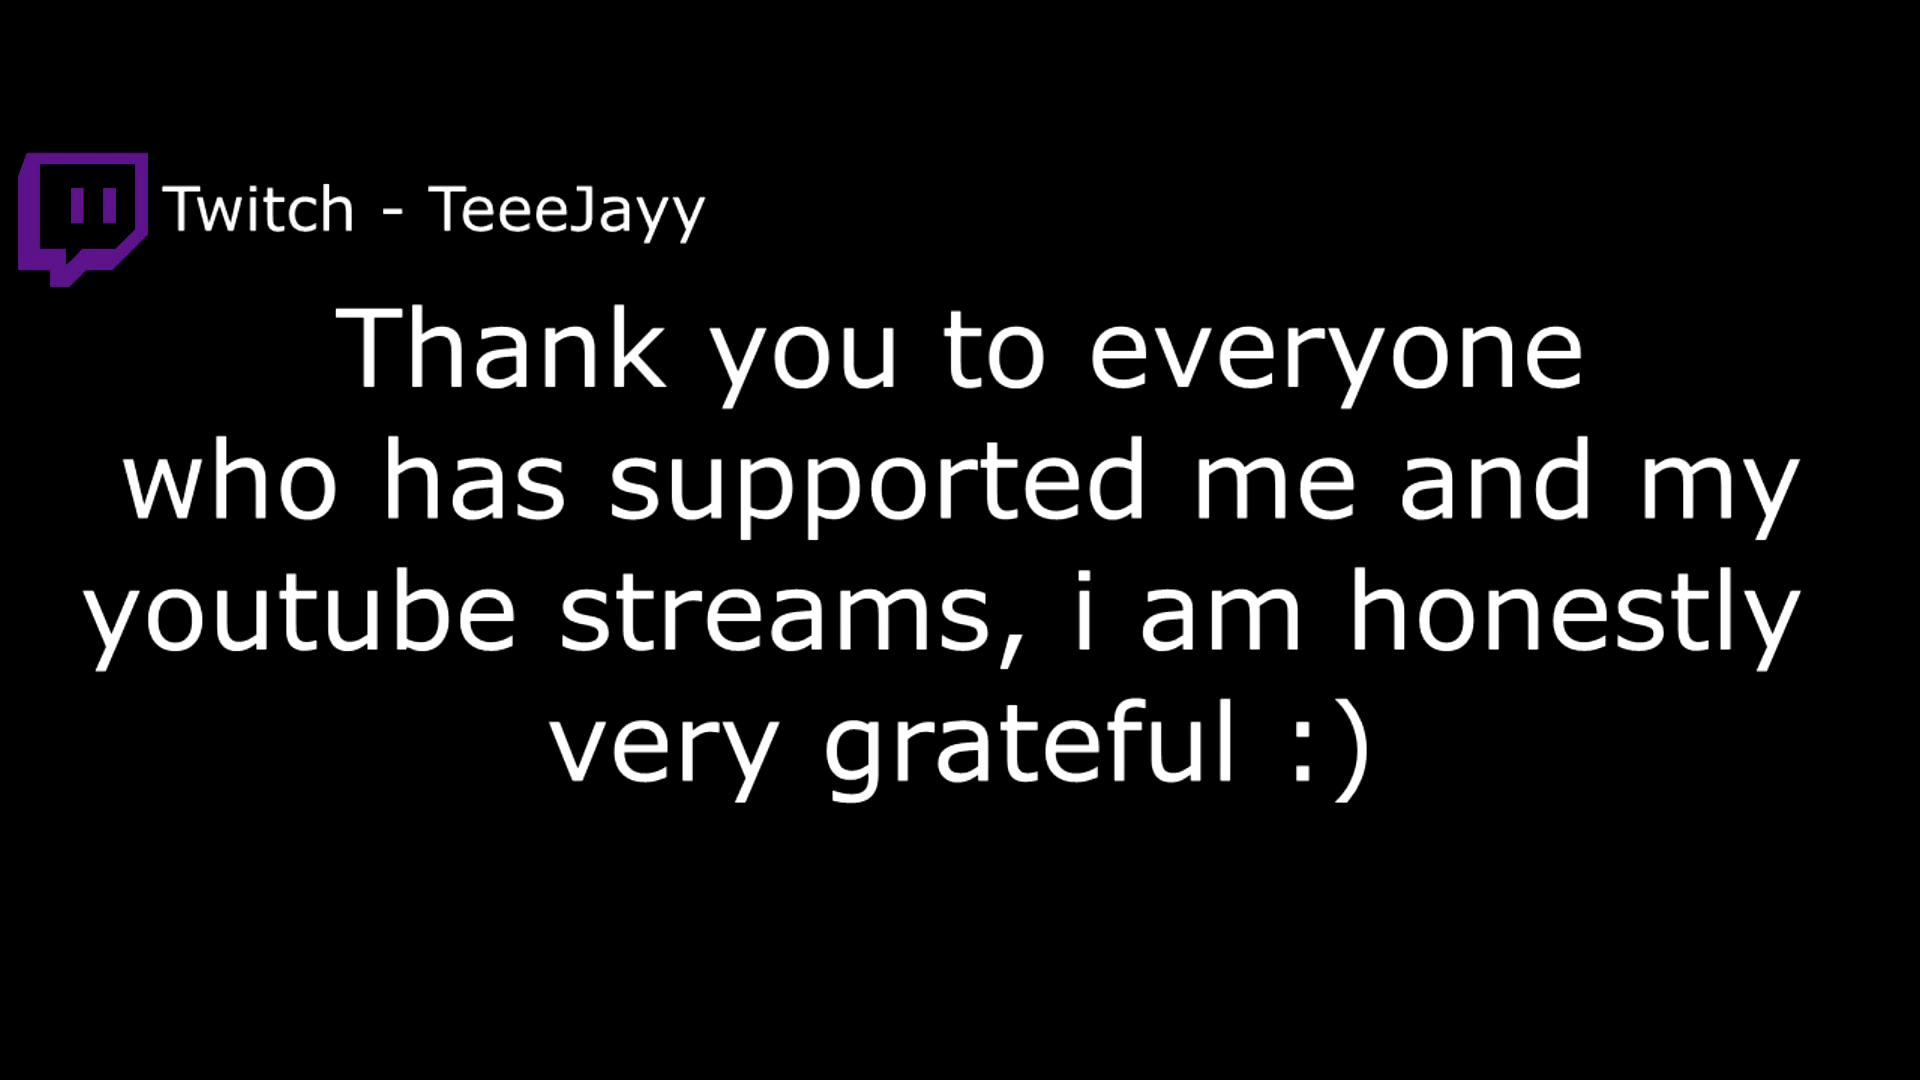 Twitch - TeeeJayy
Thank you to everyone
who has supported me and my
youtube streams, i am honestly
very grateful :)